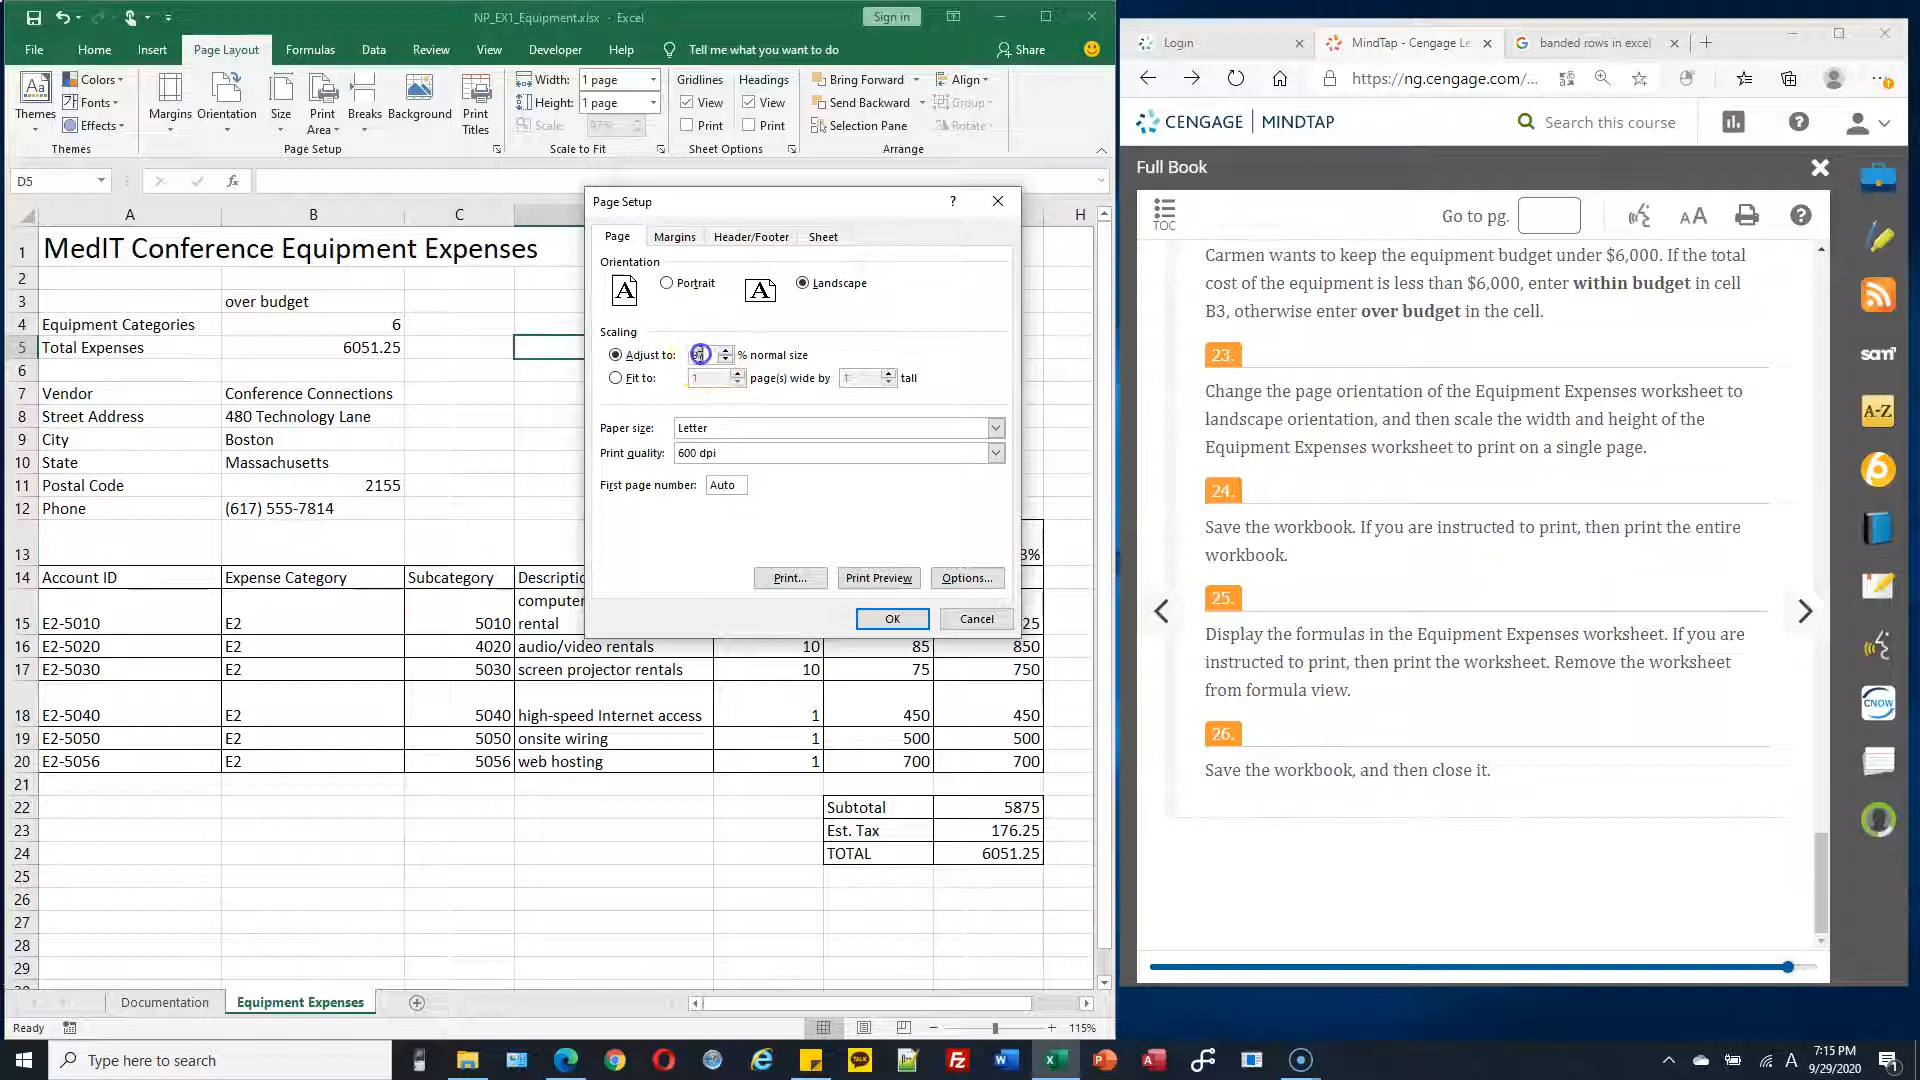 NP_EX1_Equipment.xlsx - Excel
Sign in
File
Home
Insert
Page Layout
Formulas
Data
Review
View
Developer
Help
Tell me what you want to do
Share
Themes
Colors
Fonts
Effects
Themes
Margins
Orientation
Size
Print Area
Breaks
Background
Print Titles
Page Setup
Width: 1 page
Height: 1 page
Scale: 97%
Scale to Fit
Gridlines
View
Print
Headings
View
Print
Sheet Options
Bring Forward
Send Backward
Selection Pane
Align
Group
Rotate
Arrange
D5
fx
A B C H
1 MedIT Conference Equipment Expenses
2
3 over budget
4 Equipment Categories 6
5 Total Expenses 6051.25
6
7 Vendor Conference Connections
8 Street Address 480 Technology Lane
9 City Boston
10 State Massachusetts
11 Postal Code 2155
12 Phone (617) 555-7814
13 3%
14 Account ID Expense Category Subcategory Descriptio
computer
15 E2-5010 E2 5010 rental 25
16 E2-5020 E2 4020 audio/video rentals 10 85 850
17 E2-5030 E2 5030 screen projector rentals 10 75 750
18 E2-5040 E2 5040 high-speed Internet access 1 450 450
19 E2-5050 E2 5050 onsite wiring 1 500 500
20 E2-5056 E2 5056 web hosting 1 700 700
21
22 Subtotal 5875
23 Est. Tax 176.25
24 TOTAL 6051.25
25
26
27
28
29
Documentation
Equipment Expenses
Ready
115%
Page Setup
?
Page
Margins
Header/Footer
Sheet
Orientation
A Portrait
A Landscape
Scaling
Adjust to: % normal size
Fit to: 1 page(s) wide by 1 tall
Paper size: Letter
Print quality: 600 dpi
First page number: Auto
Print...
Print Preview
Options...
OK
Cancel
Login
MindTap - Cengage Le
banded rows in excel
https://ng.cengage.com/...
CENGAGE | MINDTAP
Search this course
Full Book
TOC
Go to pg.
AA
Carmen wants to keep the equipment budget under $6,000. If the total
cost of the equipment is less than $6,000, enter within budget in cell
B3, otherwise enter over budget in the cell.
23.
Change the page orientation of the Equipment Expenses worksheet to
landscape orientation, and then scale the width and height of the
Equipment Expenses worksheet to print on a single page.
24.
Save the workbook. If you are instructed to print, then print the entire
workbook.
25.
Display the formulas in the Equipment Expenses worksheet. If you are
instructed to print, then print the worksheet. Remove the worksheet
from formula view.
26.
Save the workbook, and then close it.
sam
A-Z
CNOW
Type here to search
TALK
A
7:15 PM
9/29/2020
1